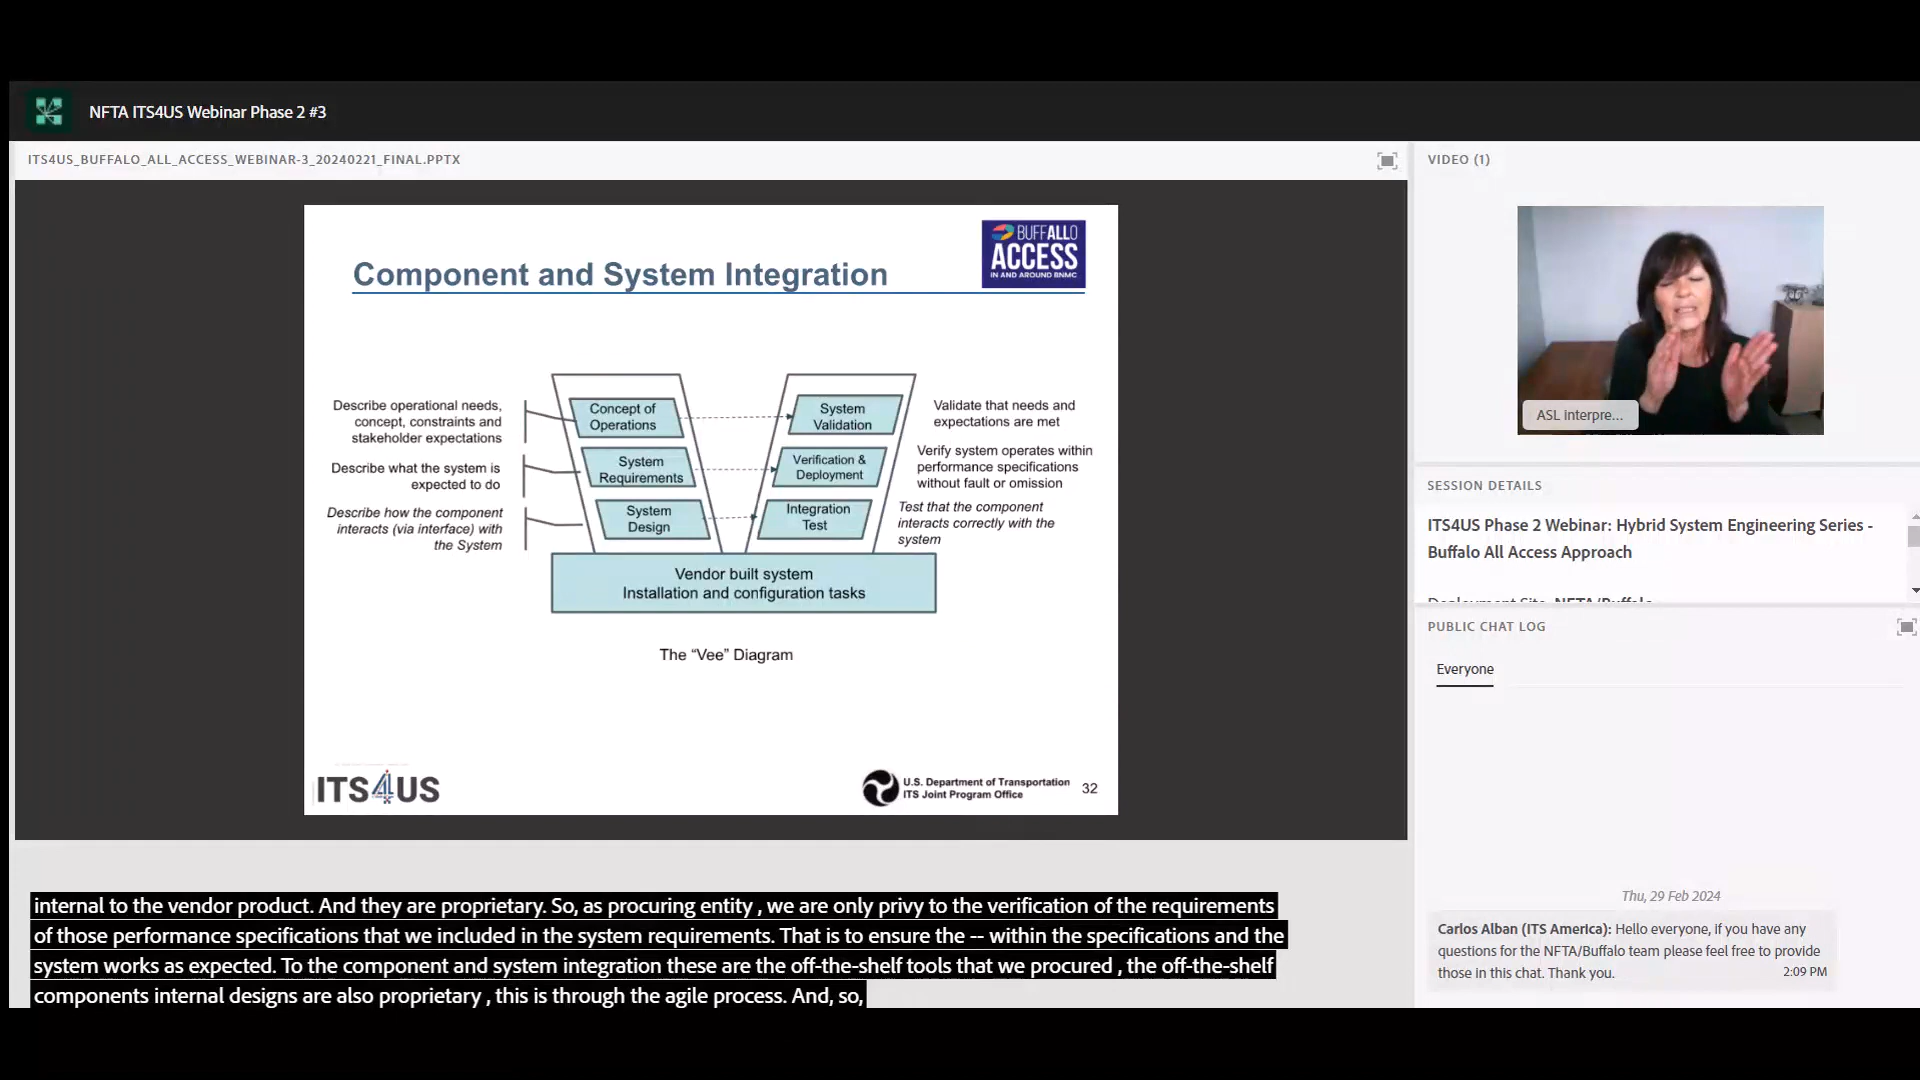 NFTA ITS4US Webinar Phase 2 #3
ITS4US_BUFFALO_ALL_ACCESS_WEBINAR-3_20240221_FINAL.PPTX
Component and System Integration
BUFFALLO
ACCESS
IN AND AROUND BNMC
Describe operational needs,
concept, constraints and
stakeholder expectations
Describe what the system is
expected to do
Describe how the component
interacts (via interface) with
the System
Concept of
Operations
System
Requirements
System
Design
System
Validation
Verification &
Deployment
Integration
Test
Validate that needs and
expectations are met
Verify system operates within
performance specifications
without fault or omission
Test that the component
interacts correctly with the
system
Vendor built system
Installation and configuration tasks
The “Vee” Diagram
ITS4US
U.S. Department of Transportation
ITS Joint Program Office
32
internal to the vendor product. And they are proprietary. So, as procuring entity , we are only privy to the verification of the requirements
of those performance specifications that we included in the system requirements. That is to ensure the -- within the specifications and the
system works as expected. To the component and system integration these are the off-the-shelf tools that we procured , the off-the-shelf
components internal designs are also proprietary , this is through the agile process. And, so,
VIDEO (1)
ASL interpre...
SESSION DETAILS
ITS4US Phase 2 Webinar: Hybrid System Engineering Series -
Buffalo All Access Approach
Deployment Site: NFTA/Buffalo
PUBLIC CHAT LOG
Everyone
Thu, 29 Feb 2024
Carlos Alban (ITS America): Hello everyone, if you have any
questions for the NFTA/Buffalo team please feel free to provide
those in this chat. Thank you. 2:09 PM